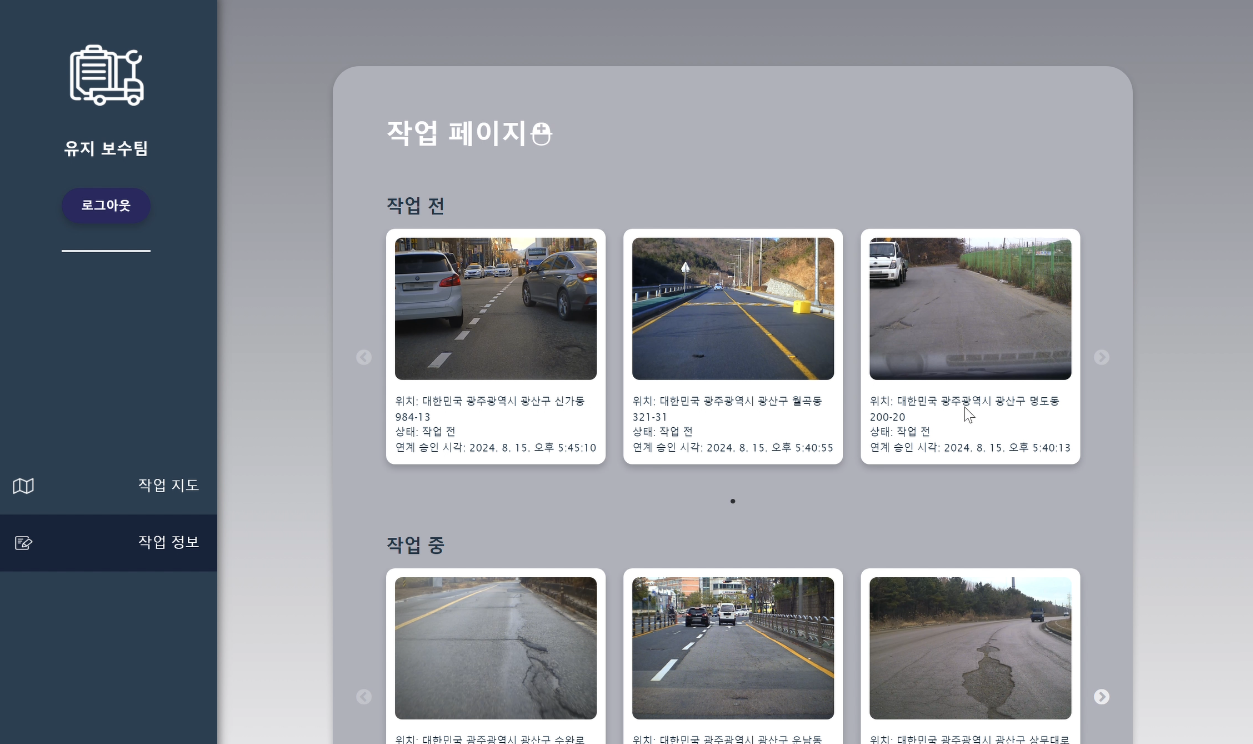 유지 보수팀
로그아웃
작업 지도
작업 정보
작업 페이지
작업 전
위치: 대한민국 광주광역시 광산구 신가동
984-13
상태: 작업 전
연계 승인 시각: 2024. 8. 15. 오후 5:45:10
위치: 대한민국 광주광역시 광산구 월곡동
321-31
상태: 작업 전
연계 승인 시각: 2024. 8. 15. 오후 5:40:55
위치: 대한민국 광주광역시 광산구 명도동
200-20
상태: 작업 전
연계 승인 시각: 2024. 8. 15. 오후 5:40:13
작업 중
위치: 대한민국 광주광역시 광산구 수완로
위치: 대한민국 광주광역시 광산구 운남동
위치: 대한민국 광주광역시 광산구 상무대로